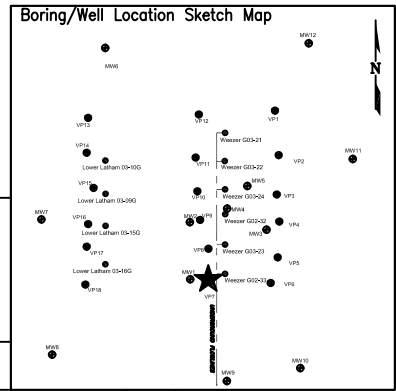 Boring/Well Location Sketch Map
MW12
MW6
N
VP12
VP1
VP13
Weezer G03-21
VP14
VP11
VP2
MW11
Lower Latham 03-10G
Weezer G03-22
VP15
VP10
MW5
VP3
Lower Latham 03-09G
Weezer G03-24
MW7
VP16
MW2
VP9
MW4
Weezer G02-32
VP4
Lower Latham 03-15G
MW3
VP17
VP8
Weezer G03-23
VP5
Lower Latham 03-16G
MW1
Weezer G02-33
VP18
VP7
VP6
UNDERGROUND FLOWLINES
MW8
MW9
MW10